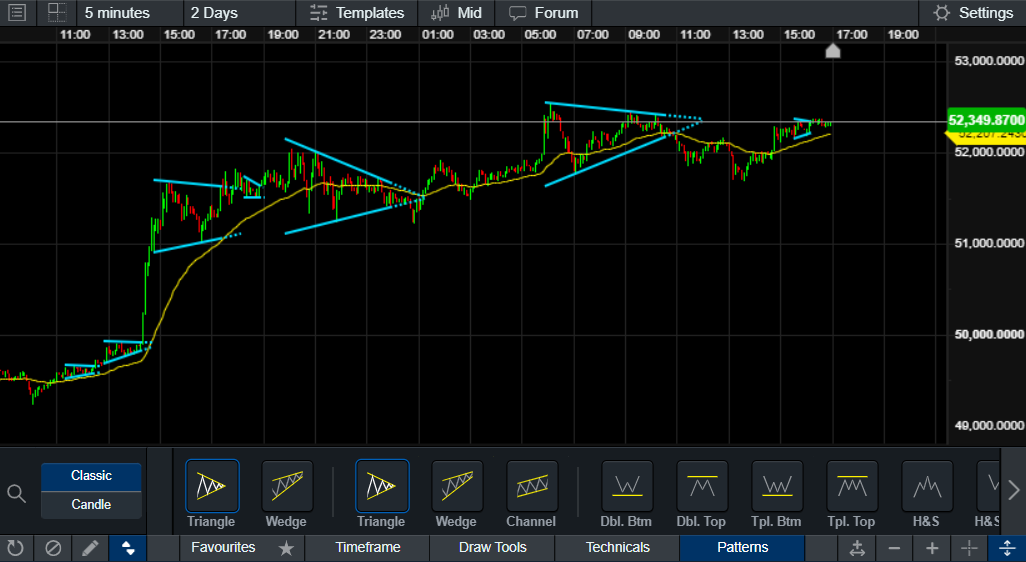 5 minutes 2 Days Templates Mid Forum Settings
11:00 13:00 15:00 17:00 19:00 21:00 23:00 01:00 03:00 05:00 07:00 09:00 11:00 13:00 15:00 17:00 19:00
53,000.0000
52,349.8700
52,000.0000
51,000.0000
50,000.0000
49,000.0000
Classic
Candle
Triangle Wedge Triangle Wedge Channel Dbl. Btm Dbl. Top Tpl. Btm Tpl. Top H&S H&S
Favourites Timeframe Draw Tools Technicals Patterns